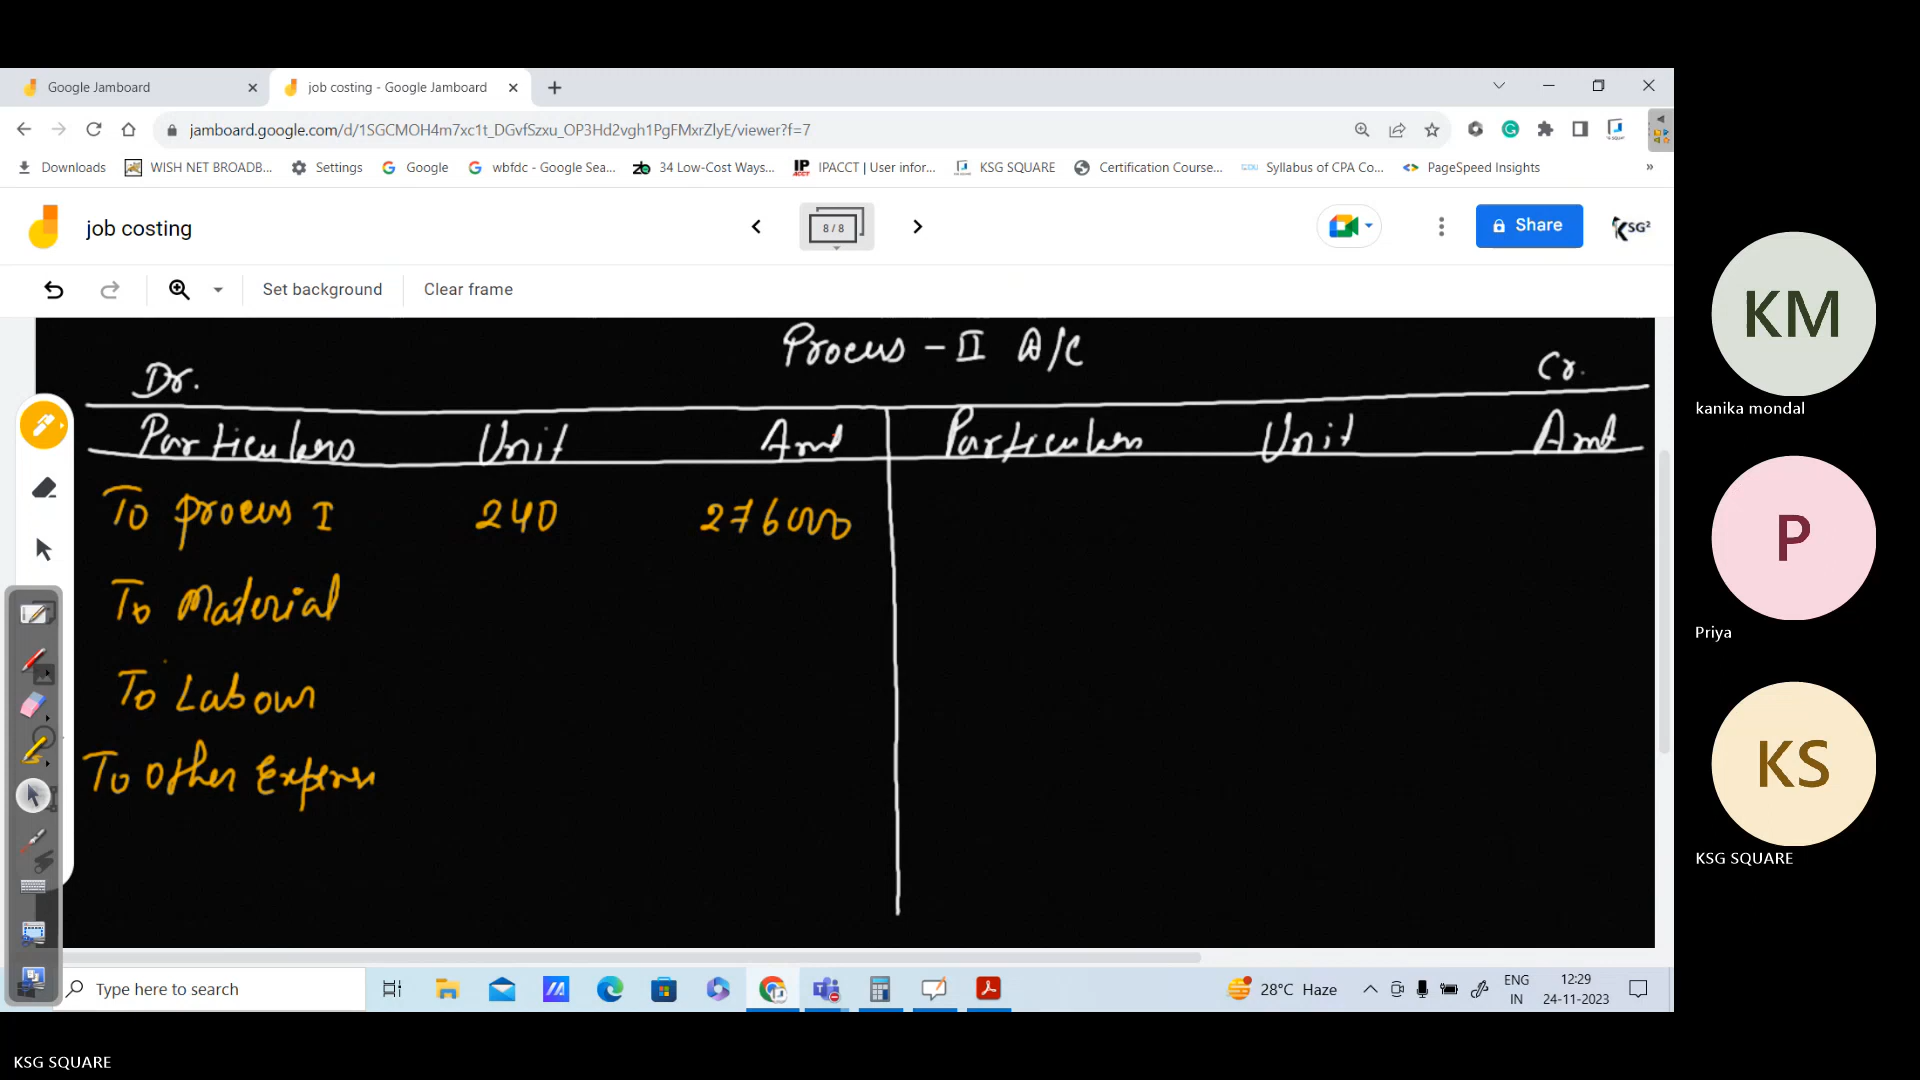 Google Jamboard
job costing - Google Jamboard
jamboard.google.com/d/1SGCMOH4m7xc1t_DGvfSzxu_OP3Hd2vgh1PgFMxrZlyE/viewer?f=7
Downloads WISH NET BROADB... Settings Google wbfdc - Google Sea... 34 Low-Cost Ways... IPACCT | User infor... KSG SQUARE Certification Course... Syllabus of CPA Co... PageSpeed Insights »
job costing
8 / 8
Share
KSG²
Set background
Clear frame
Process - II A/C
Dr. Cr.
Particulars Unit Amt Particulars Unit Amt
To process I 240 276000
To Material
To Labour
To Other Expenses
KM
kanika mondal
P
Priya
KS
KSG SQUARE
Type here to search
28°C Haze
ENG
IN
12:29
24-11-2023
KSG SQUARE